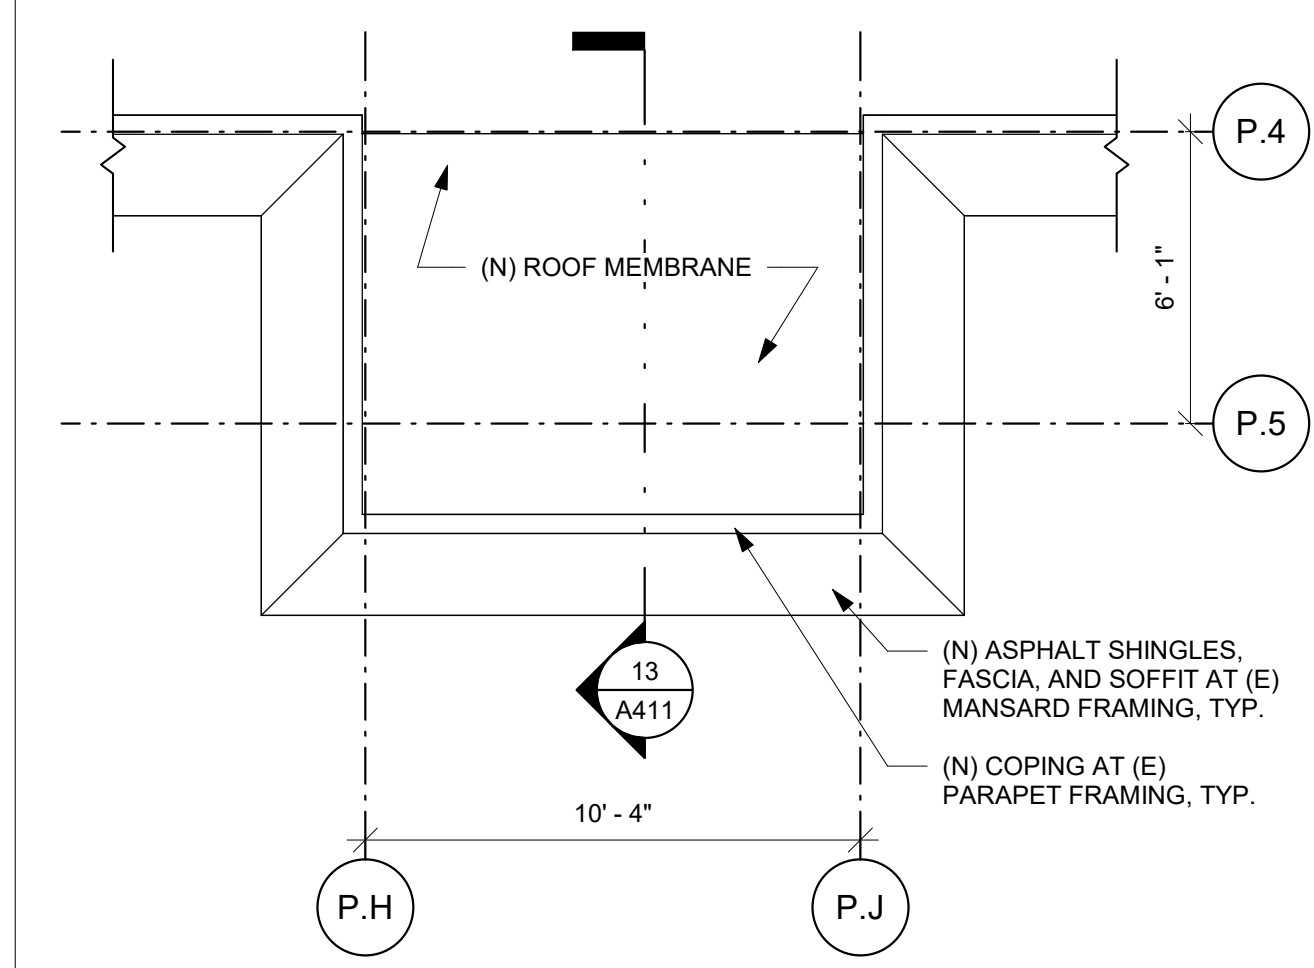 P.4
(N) ROOF MEMBRANE
6' - 1"
P.5
(N) ASPHALT SHINGLES,
FASCIA, AND SOFFIT AT (E)
MANSARD FRAMING, TYP.
13
A411
(N) COPING AT (E)
PARAPET FRAMING, TYP.
10' - 4"
P.H
P.J